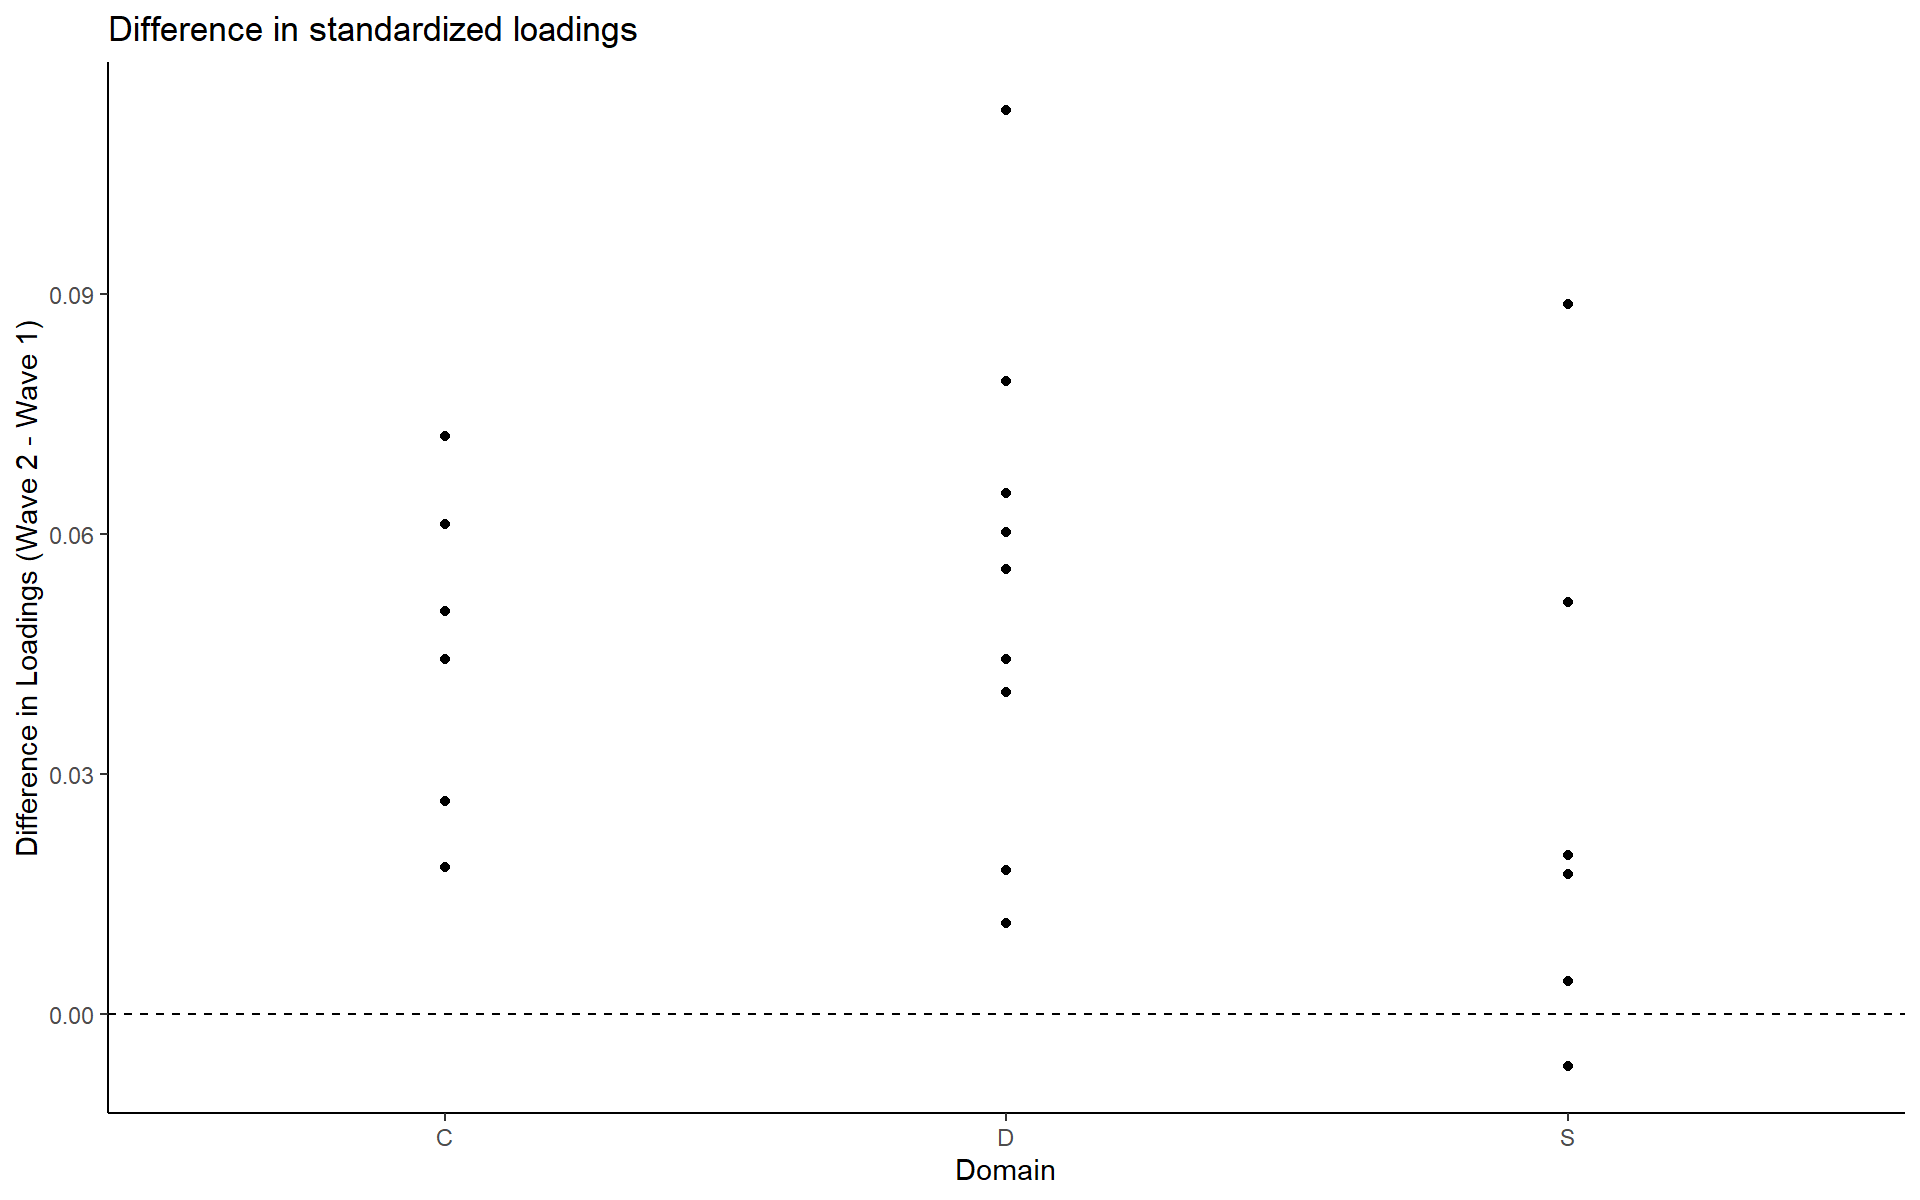 Difference in standardized loadings
Difference in Loadings (Wave 2 - Wave 1)
0.09
0.06
0.03
0.00
C D S
Domain